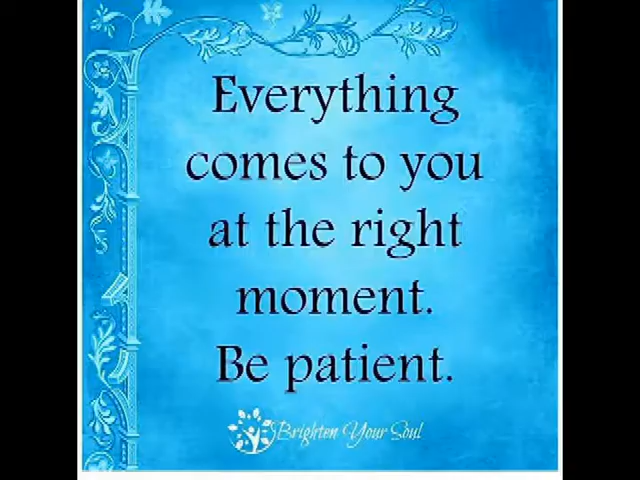 Everything
comes to you
at the right
moment.
Be patient.
Brighten Your Soul